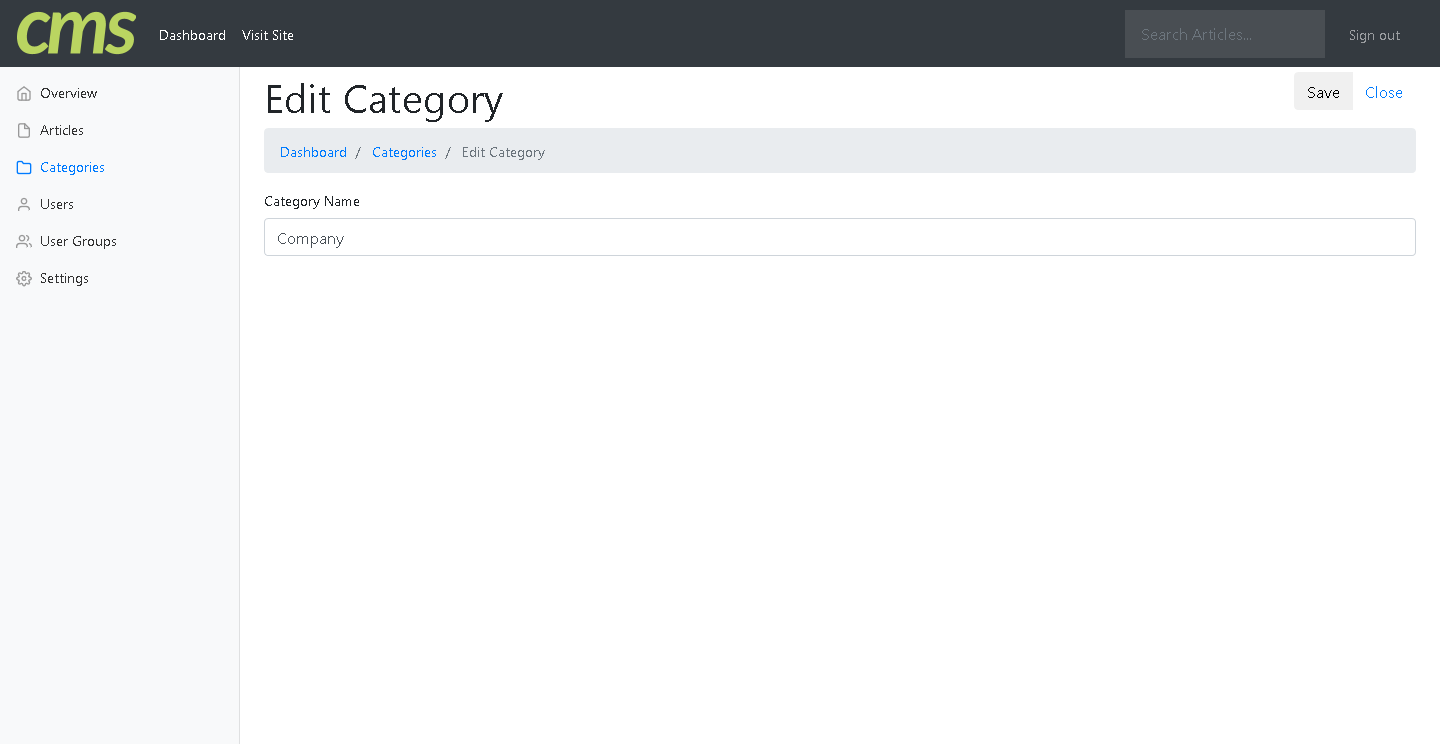 cms Dashboard Visit Site Search Articles... Sign out
Overview
Articles
Categories
Users
User Groups
Settings
Edit Category
Save Close
Dashboard / Categories / Edit Category
Category Name
Company